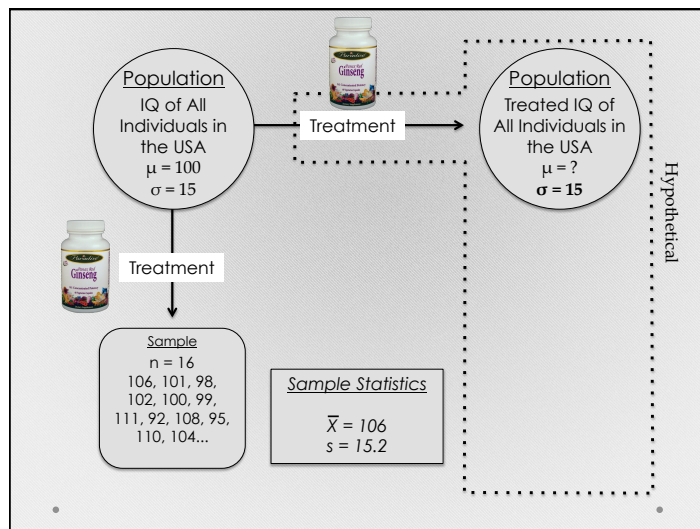 Population
IQ of All
Individuals in
the USA
μ = 100
σ = 15
Paradise
Ginseng
Treatment
Population
Treated IQ of
All Individuals in
the USA
μ = ?
σ = 15
Hypothetical
Paradise
Ginseng
Treatment
Sample
n = 16
106, 101, 98,
102, 100, 99,
111, 92, 108, 95,
110, 104...
Sample Statistics
X̅ = 106
s = 15.2